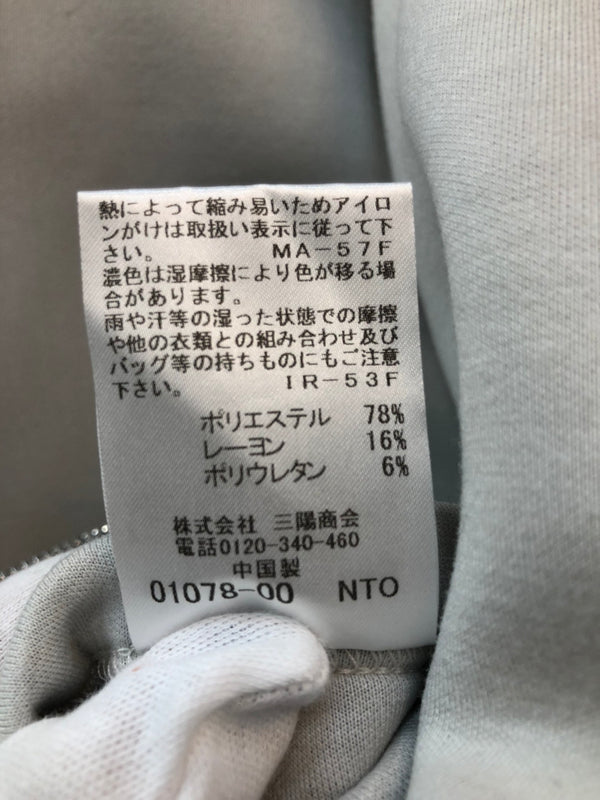 熱によって縮み易いためアイロ
ンがけは取扱い表示に従って下
さい。 MA-57F
濃色は湿摩擦により色が移る場
合があります。
雨や汗等の湿った状態での摩擦
や他の衣類との組み合わせ及び
バッグ等の持ちものにもご注意
下さい。 IR-53F
ポリエステル 78%
レーヨン 16%
ポリウレタン 6%
株式会社 三陽商会
電話0120-340-460
中国製
01078-00 NTO